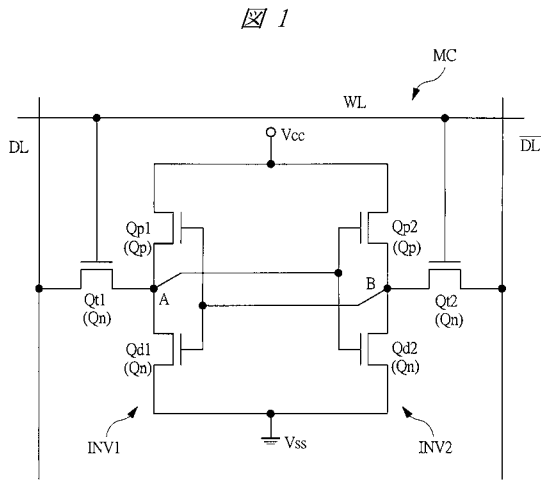 図 1
MC
WL
DL
DL
Vcc
Qp1
(Qp)
Qp2
(Qp)
A
B
Qt1
(Qn)
Qt2
(Qn)
Qd1
(Qn)
Qd2
(Qn)
INV1
Vss
INV2